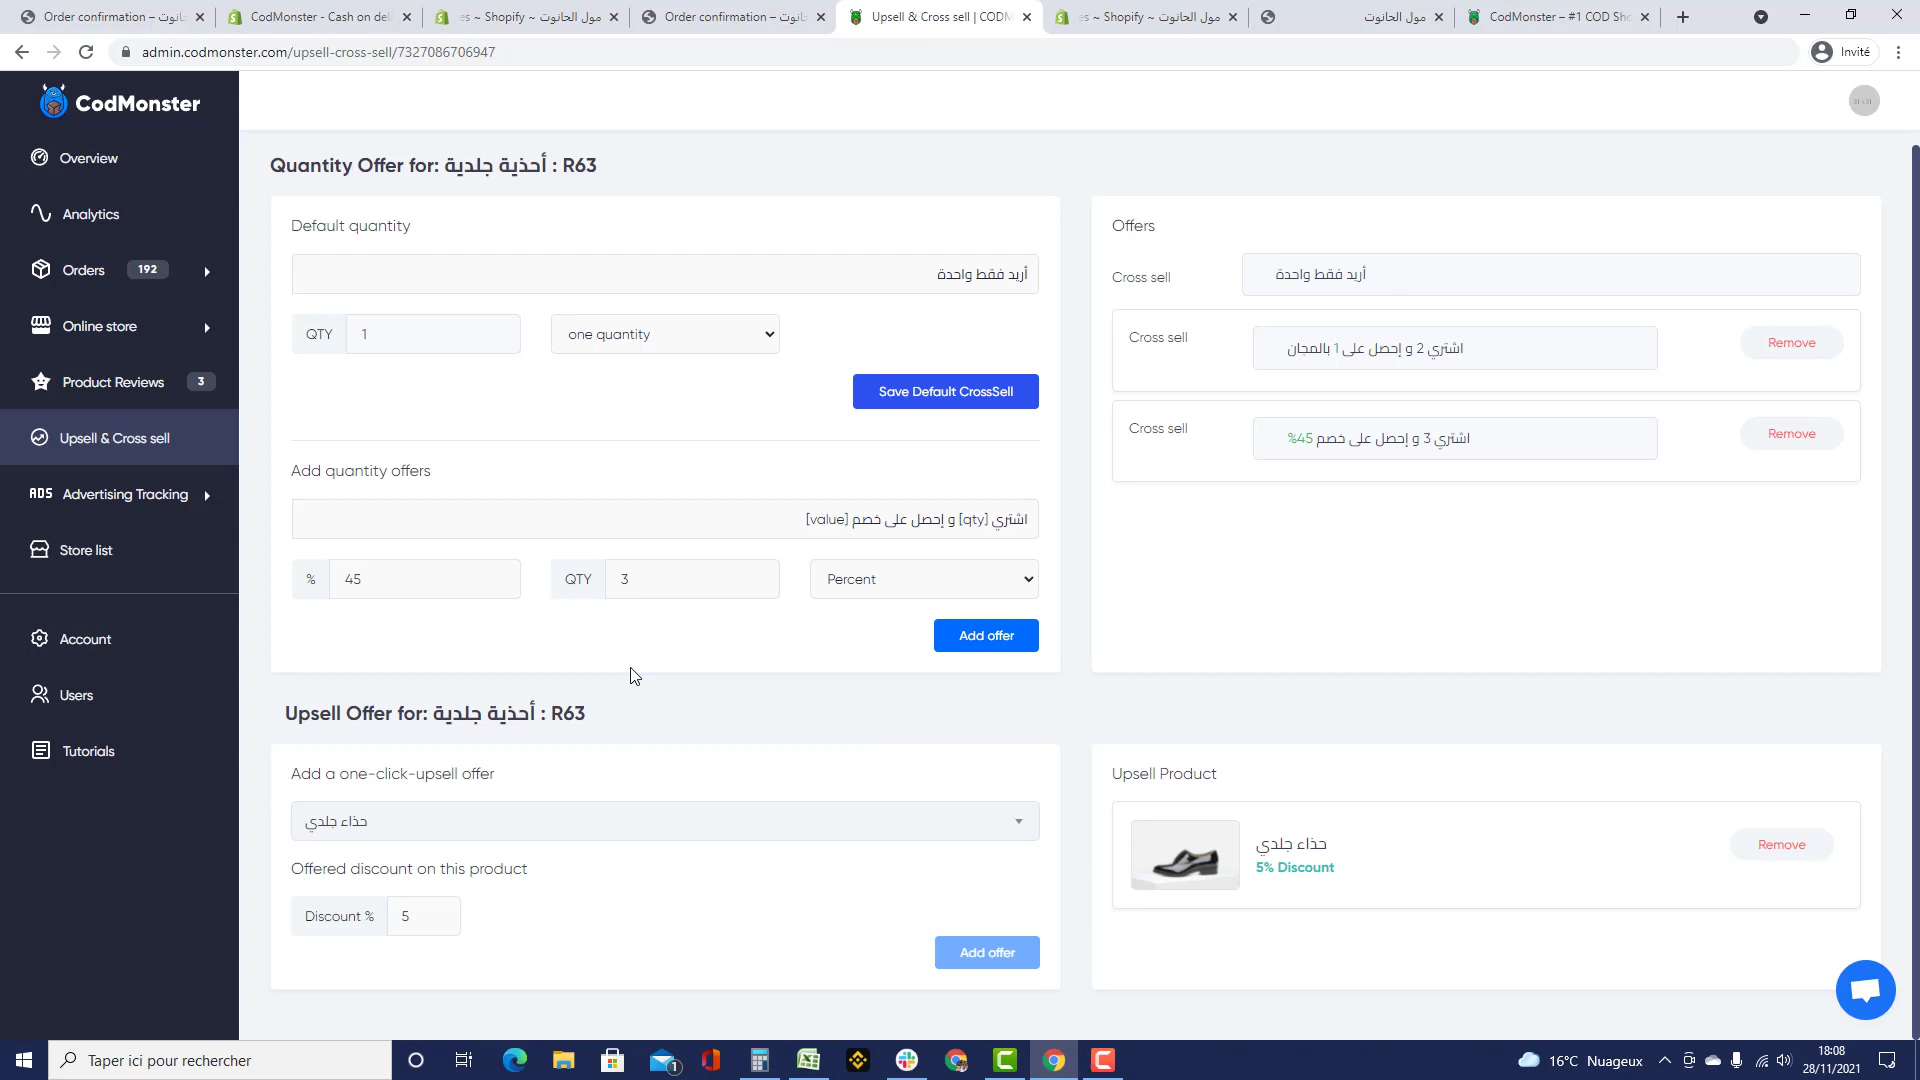 Order confirmation – حانوت
CodMonster - Cash on deli
مول الحانوت ~ Shopify ~ es
Order confirmation – حانوت
Upsell & Cross sell | CODM
مول الحانوت ~ Shopify ~ es
مول الحانوت
CodMonster – #1 COD Sho
admin.codmonster.com/upsell-cross-sell/7327086706947
Invité
CodMonster
Overview
Analytics
Orders 192
Online store
Product Reviews 3
Upsell & Cross sell
ADS Advertising Tracking
Store list
Account
Users
Tutorials
Quantity Offer for: أحذية جلدية : R63
Default quantity
أريد فقط واحدة
QTY 1 one quantity
Save Default CrossSell
Add quantity offers
اشتري [qty] و إحصل على خصم [value]
% 45 QTY 3 Percent
Add offer
Offers
Cross sell أريد فقط واحدة
Cross sell اشتري 2 و إحصل على 1 بالمجان Remove
Cross sell اشتري 3 و إحصل على خصم 45% Remove
Upsell Offer for: أحذية جلدية : R63
Add a one-click-upsell offer
حذاء جلدي
Offered discount on this product
Discount % 5
Add offer
Upsell Product
حذاء جلدي
5% Discount
Remove
Taper ici pour rechercher
1
16°C Nuageux
18:08
28/11/2021